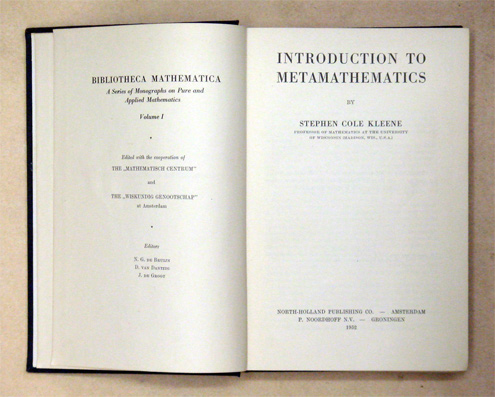 BIBLIOTHECA MATHEMATICA
A Series of Monographs on Pure and
Applied Mathematics
Volume I
*
Edited with the cooperation of
THE „MATHEMATISCH CENTRUM"
and
THE „WISKUNDIG GENOOTSCHAP"
at Amsterdam
*
Editors
N. G. DE BRUIJN
D. VAN DANTZIG
J. DE GROOT
INTRODUCTION TO
METAMATHEMATICS
BY
STEPHEN COLE KLEENE
PROFESSOR OF MATHEMATICS AT THE UNIVERSITY
OF WISCONSIN (MADISON, WIS., U.S.A.)
NORTH-HOLLAND PUBLISHING CO. — AMSTERDAM
P. NOORDHOFF N.V. — GRONINGEN